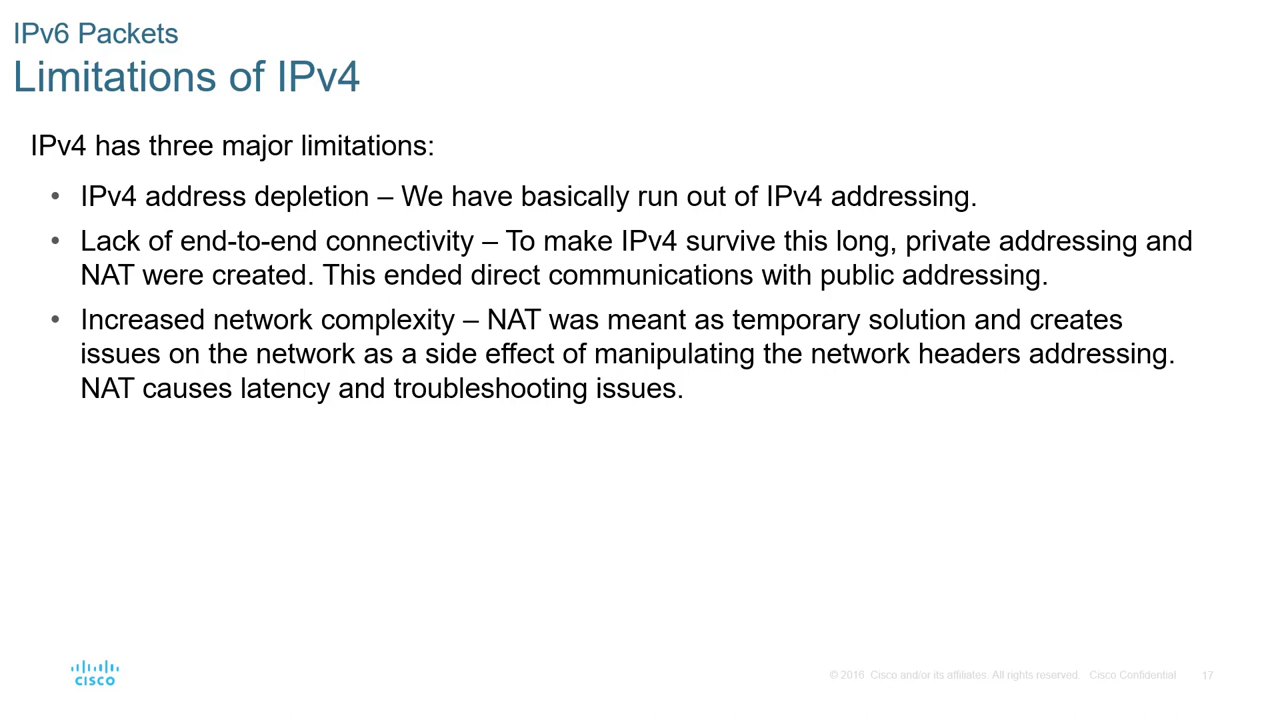 IPv6 Packets
Limitations of IPv4
IPv4 has three major limitations:
• IPv4 address depletion – We have basically run out of IPv4 addressing.
• Lack of end-to-end connectivity – To make IPv4 survive this long, private addressing and
NAT were created. This ended direct communications with public addressing.
• Increased network complexity – NAT was meant as temporary solution and creates
issues on the network as a side effect of manipulating the network headers addressing.
NAT causes latency and troubleshooting issues.
CISCO
© 2016 Cisco and/or its affiliates. All rights reserved. Cisco Confidential 17